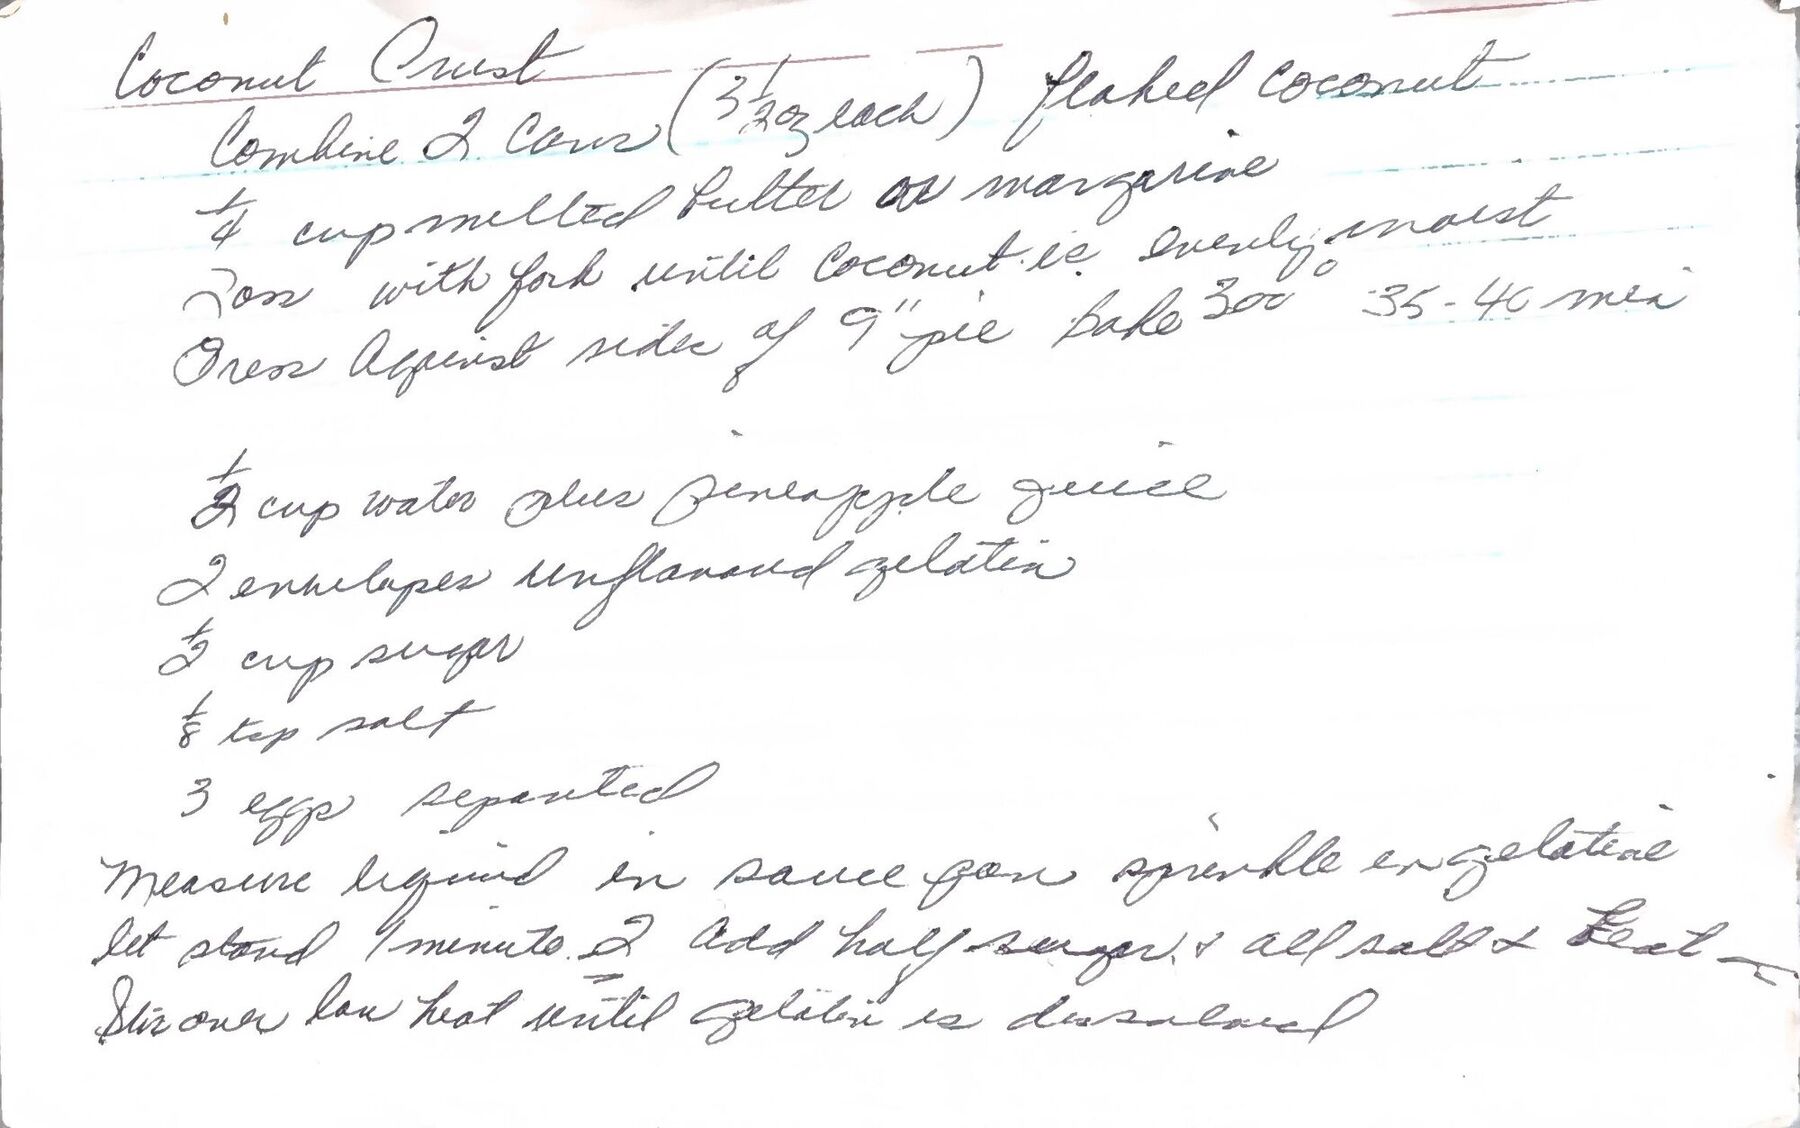 Coconut Crust
Combine 2 Cans (3 1/2 oz each) flaked coconut
1/4 cup melted butter or margarine
Toss with fork until coconut is evenly moist
Press Against sides of 9" pie bake 300° 35-40 min
1/2 cup water plus pineapple juice
2 envelopes unflavored gelatin
1/2 cup sugar
1/8 tsp salt
3 eggs separated
Measure liquid in sauce pan sprinkle on gelatine
let stand 1 minute. 2 Add half sugar & all salt &
Stir over low heat until gelatin is dissolved